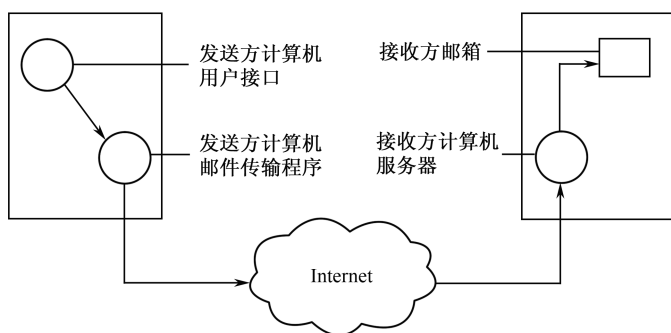 发送方计算机
用户接口
发送方计算机
邮件传输程序
接收方邮箱
接收方计算机
服务器
Internet